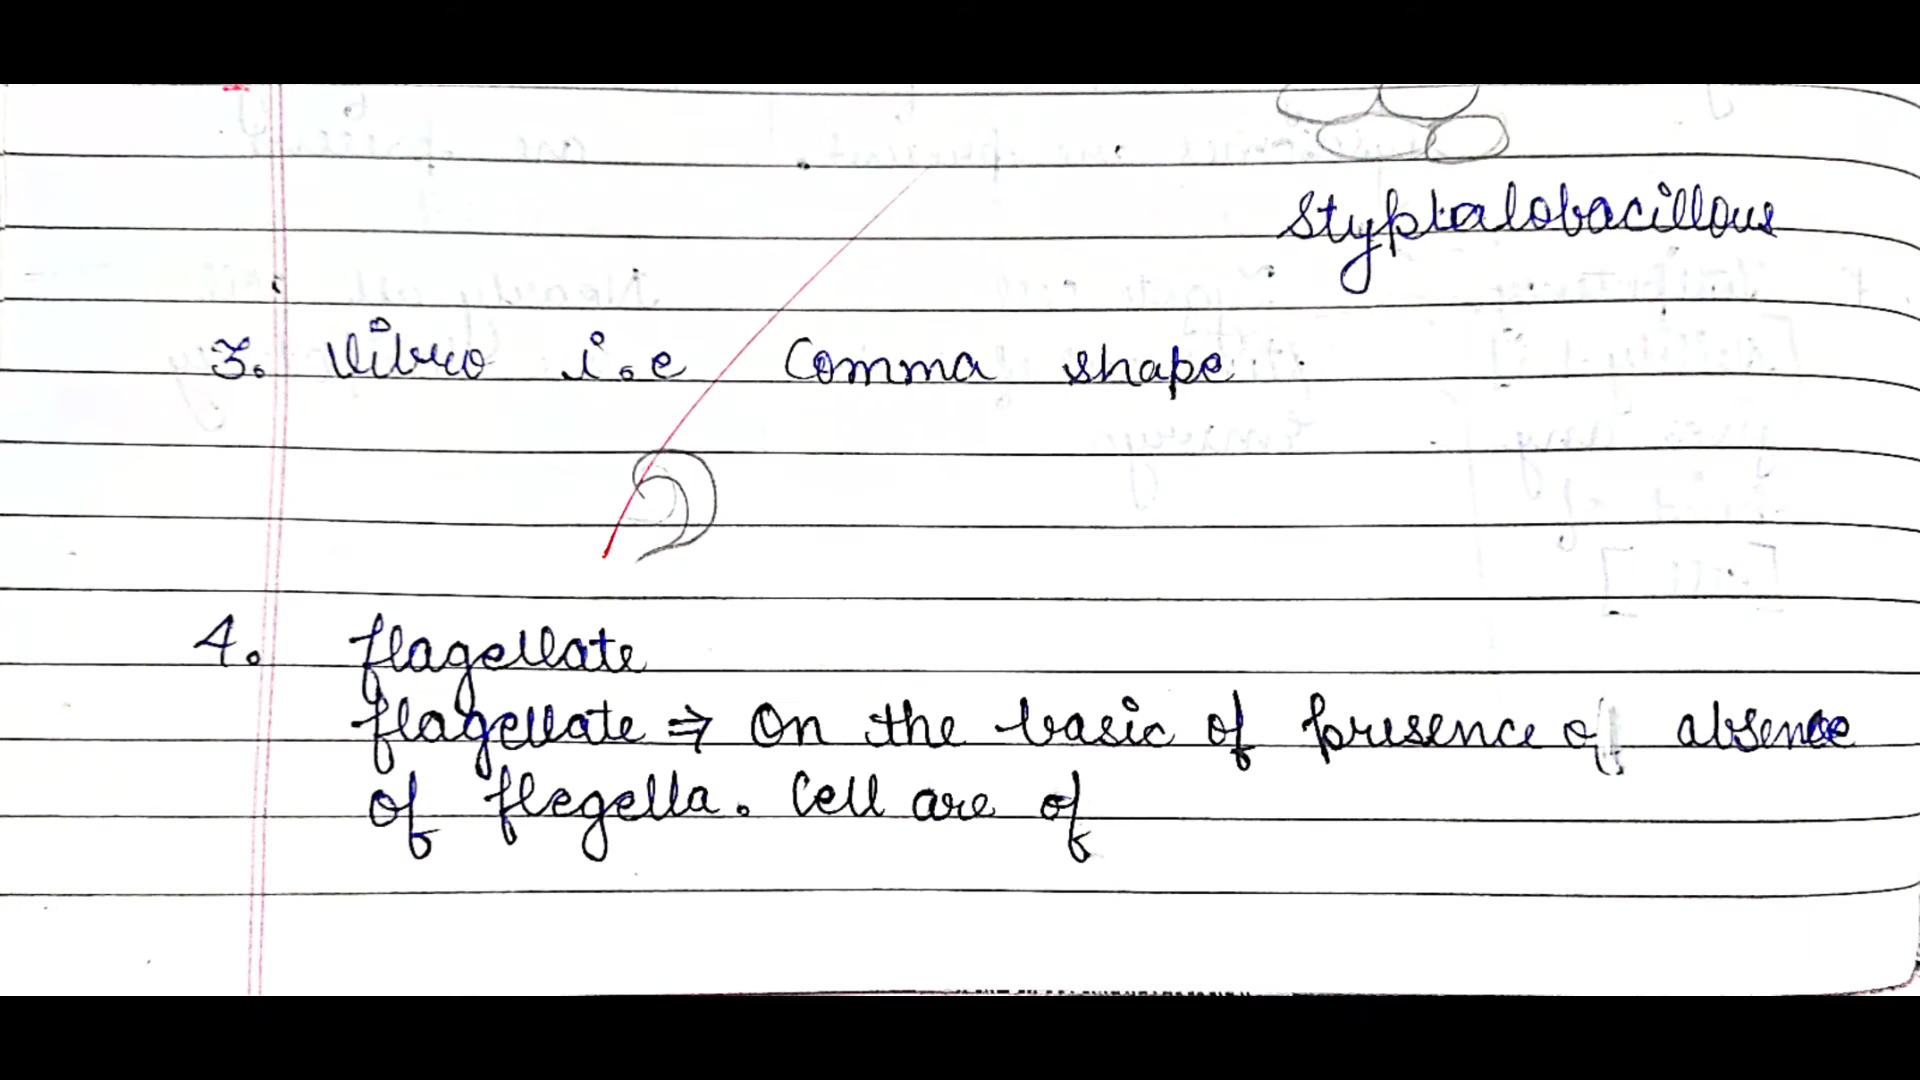 Styptalobacillous
3. Vibro i.e Comma shape
4. flagellate
flagellate ⇒ On the basic of presence of absence
of flegella. Cell are of